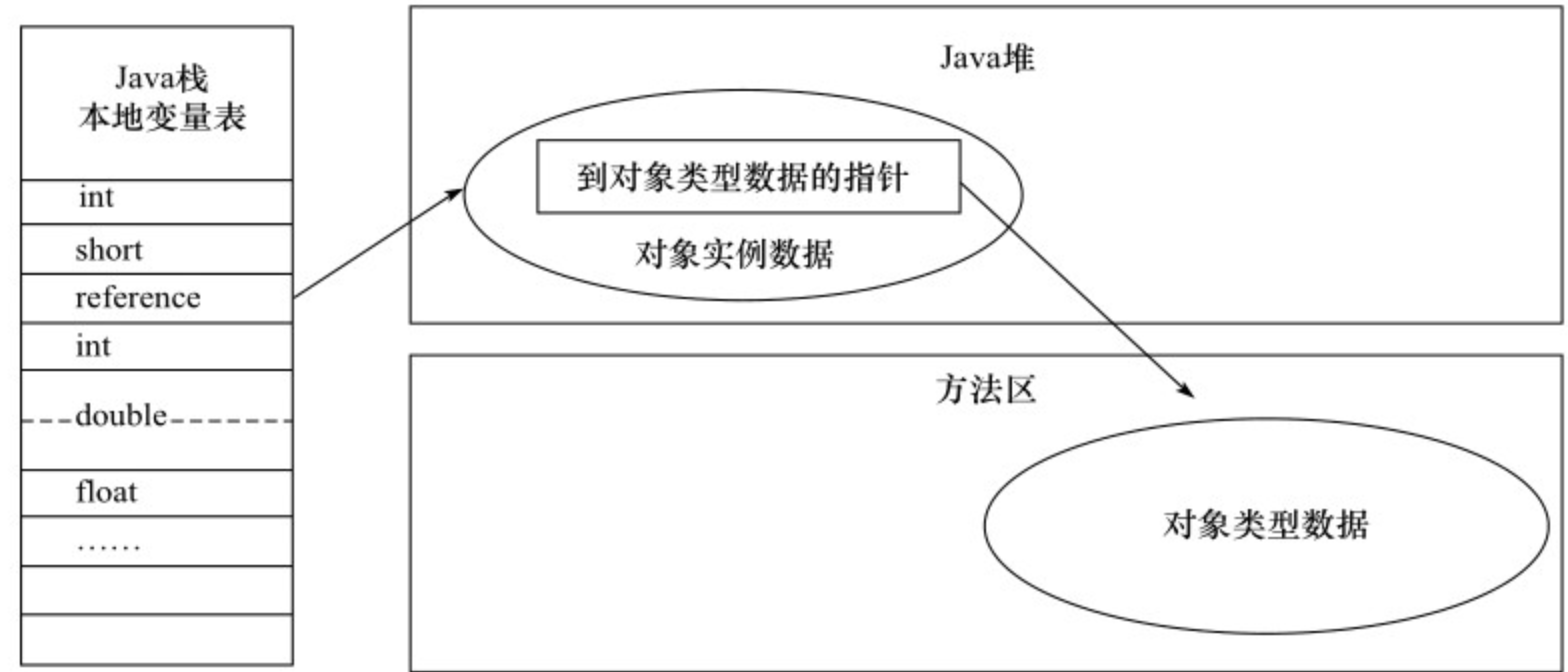 Java栈
本地变量表
int
short
reference
int
double
float
……
Java堆
到对象类型数据的指针
对象实例数据
方法区
对象类型数据